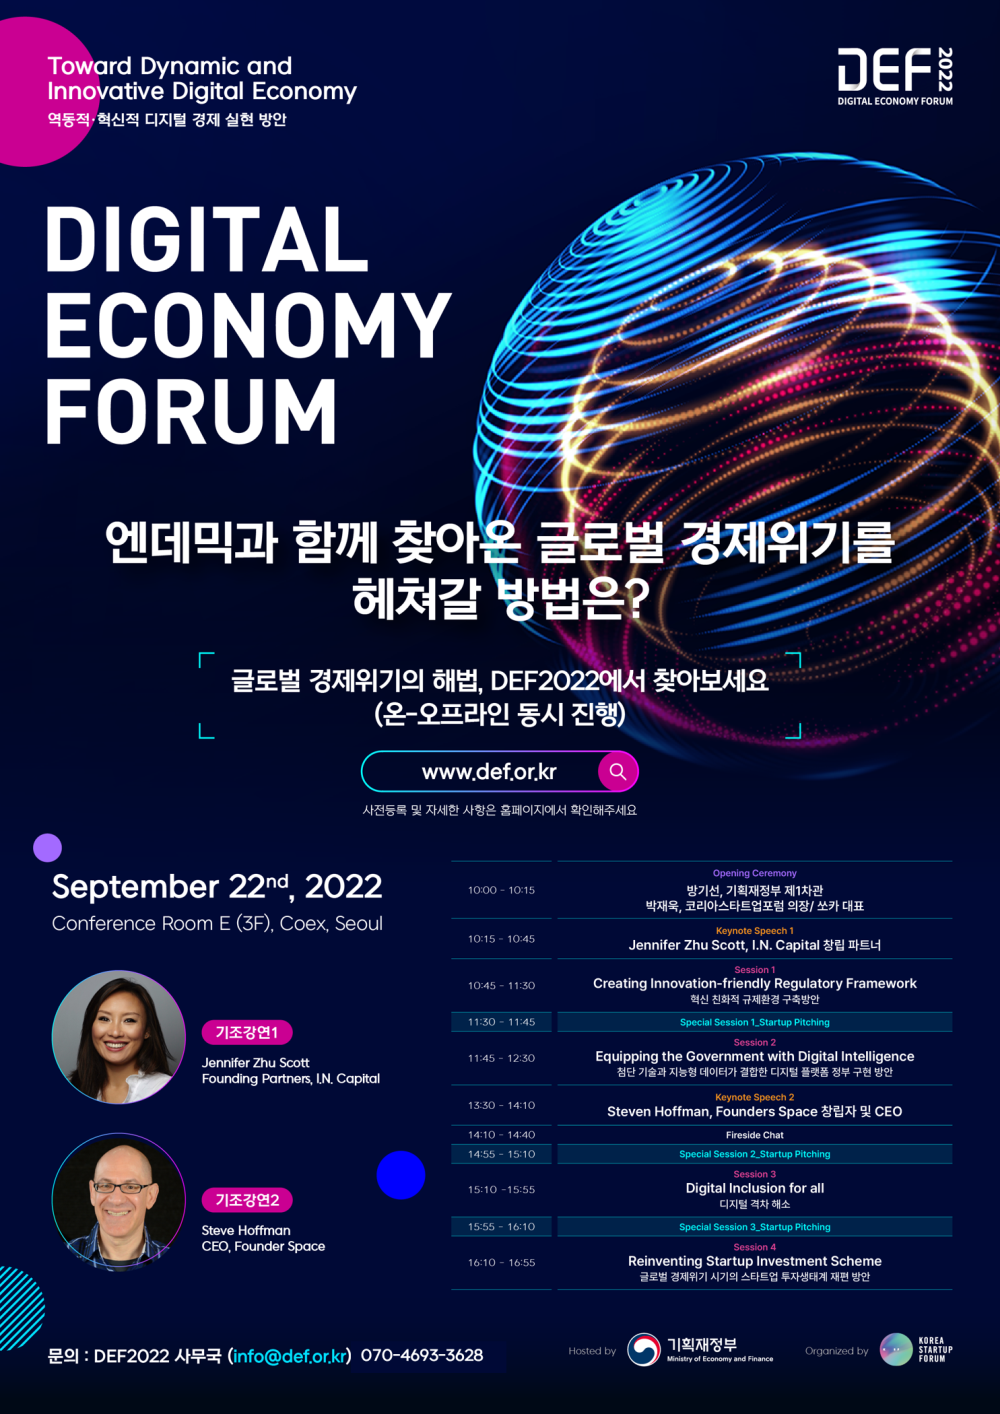 Toward Dynamic and
Innovative Digital Economy
역동적·혁신적 디지털 경제 실현 방안
DEF 2022
DIGITAL ECONOMY FORUM
DIGITAL
ECONOMY
FORUM
엔데믹과 함께 찾아온 글로벌 경제위기를
헤쳐갈 방법은?
글로벌 경제위기의 해법, DEF2022에서 찾아보세요
(온-오프라인 동시 진행)
www.def.or.kr
사전등록 및 자세한 사항은 홈페이지에서 확인해주세요
September 22nd, 2022
Conference Room E (3F), Coex, Seoul
기조강연1
Jennifer Zhu Scott
Founding Partners, I.N. Capital
기조강연2
Steve Hoffman
CEO, Founder Space
10:00 - 10:15
Opening Ceremony
방기선, 기획재정부 제1차관
박재욱, 코리아스타트업포럼 의장/ 쏘카 대표
10:15 - 10:45
Keynote Speech 1
Jennifer Zhu Scott, I.N. Capital 창립 파트너
10:45 - 11:30
Session 1
Creating Innovation-friendly Regulatory Framework
혁신 친화적 규제환경 구축방안
11:30 - 11:45
Special Session 1_Startup Pitching
11:45 - 12:30
Session 2
Equipping the Government with Digital Intelligence
첨단 기술과 지능형 데이터가 결합한 디지털 플랫폼 정부 구현 방안
13:30 - 14:10
Keynote Speech 2
Steven Hoffman, Founders Space 창립자 및 CEO
14:10 - 14:40
Fireside Chat
14:55 - 15:10
Special Session 2_Startup Pitching
15:10 -15:55
Session 3
Digital Inclusion for all
디지털 격차 해소
15:55 - 16:10
Special Session 3_Startup Pitching
16:10 - 16:55
Session 4
Reinventing Startup Investment Scheme
글로벌 경제위기 시기의 스타트업 투자생태계 재편 방안
문의 : DEF2022 사무국 (info@def.or.kr) 070-4693-3628
Hosted by
기획재정부
Ministry of Economy and Finance
Organized by
KOREA
STARTUP
FORUM